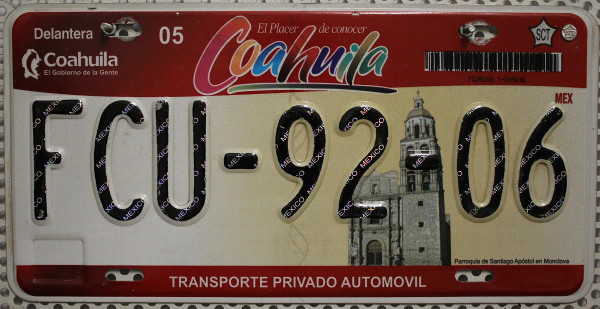 El Placer de conocer
Delantera 05 Coahuila SCT
Coahuila
El Gobierno de la Gente
MEX
FCU-92 06
Parroquia de Santiago Apóstol en Monclova
TRANSPORTE PRIVADO AUTOMOVIL